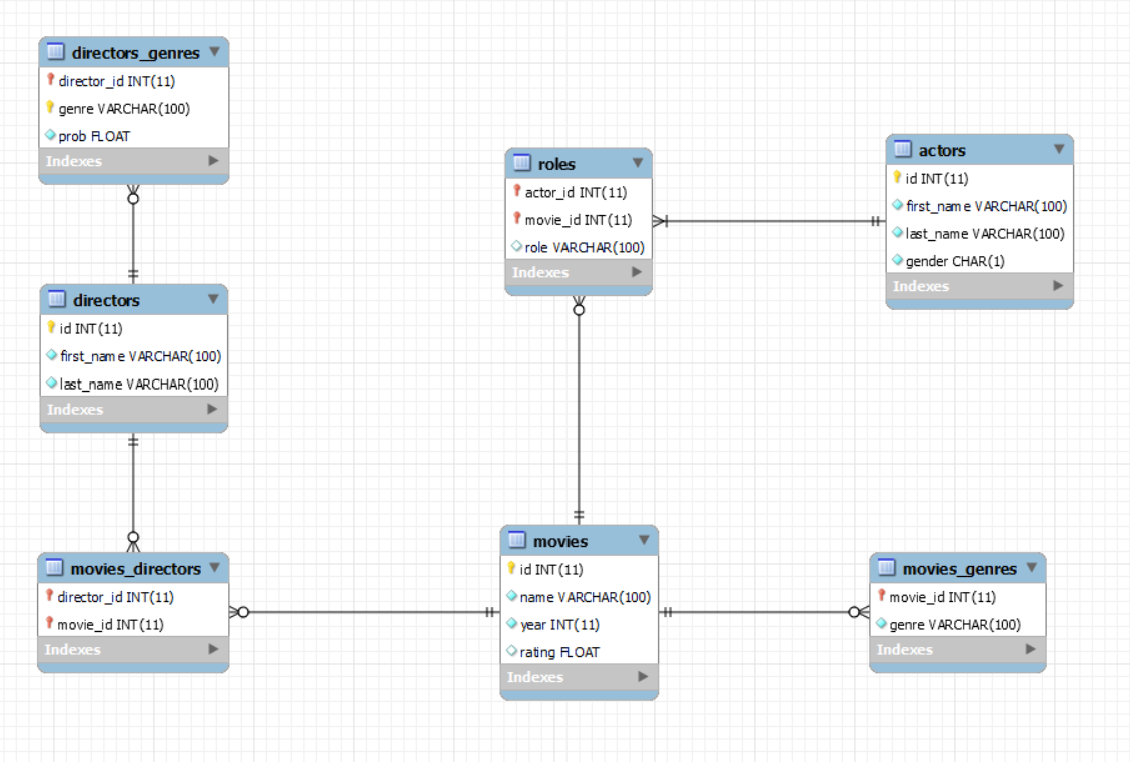 directors_genres
director_id INT(11)
genre VARCHAR(100)
prob FLOAT
Indexes
directors
id INT(11)
first_name VARCHAR(100)
last_name VARCHAR(100)
Indexes
movies_directors
director_id INT(11)
movie_id INT(11)
Indexes
roles
actor_id INT(11)
movie_id INT(11)
role VARCHAR(100)
Indexes
actors
id INT(11)
first_name VARCHAR(100)
last_name VARCHAR(100)
gender CHAR(1)
Indexes
movies
id INT(11)
name VARCHAR(100)
year INT(11)
rating FLOAT
Indexes
movies_genres
movie_id INT(11)
genre VARCHAR(100)
Indexes